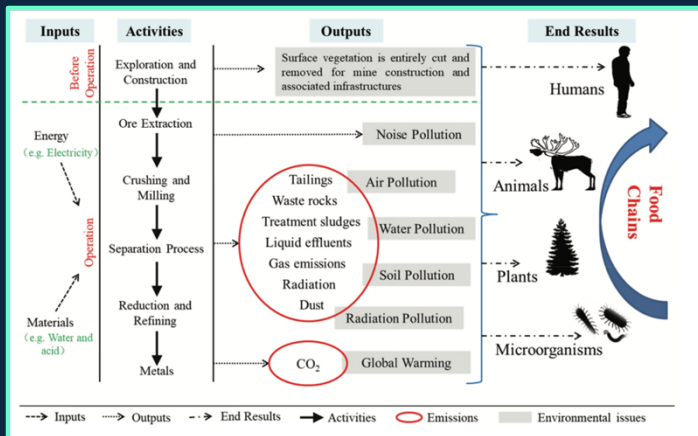 Inputs
Activities
Outputs
End Results
Before
Operation
Exploration and
Construction
Surface vegetation is entirely cut and
removed for mine construction and
associated infrastructures
Humans
Energy
(e.g. Electricity)
Operation
Materials
(e.g. Water and
acid)
Ore Extraction
Crushing and
Milling
Separation Process
Reduction and
Refining
Metals
Noise Pollution
Tailings
Waste rocks
Treatment sludges
Liquid effluents
Gas emissions
Radiation
Dust
Air Pollution
Water Pollution
Soil Pollution
Radiation Pollution
CO2
Global Warming
Animals
Plants
Microorganisms
Food
Chains
Inputs
Outputs
End Results
Activities
Emissions
Environmental issues